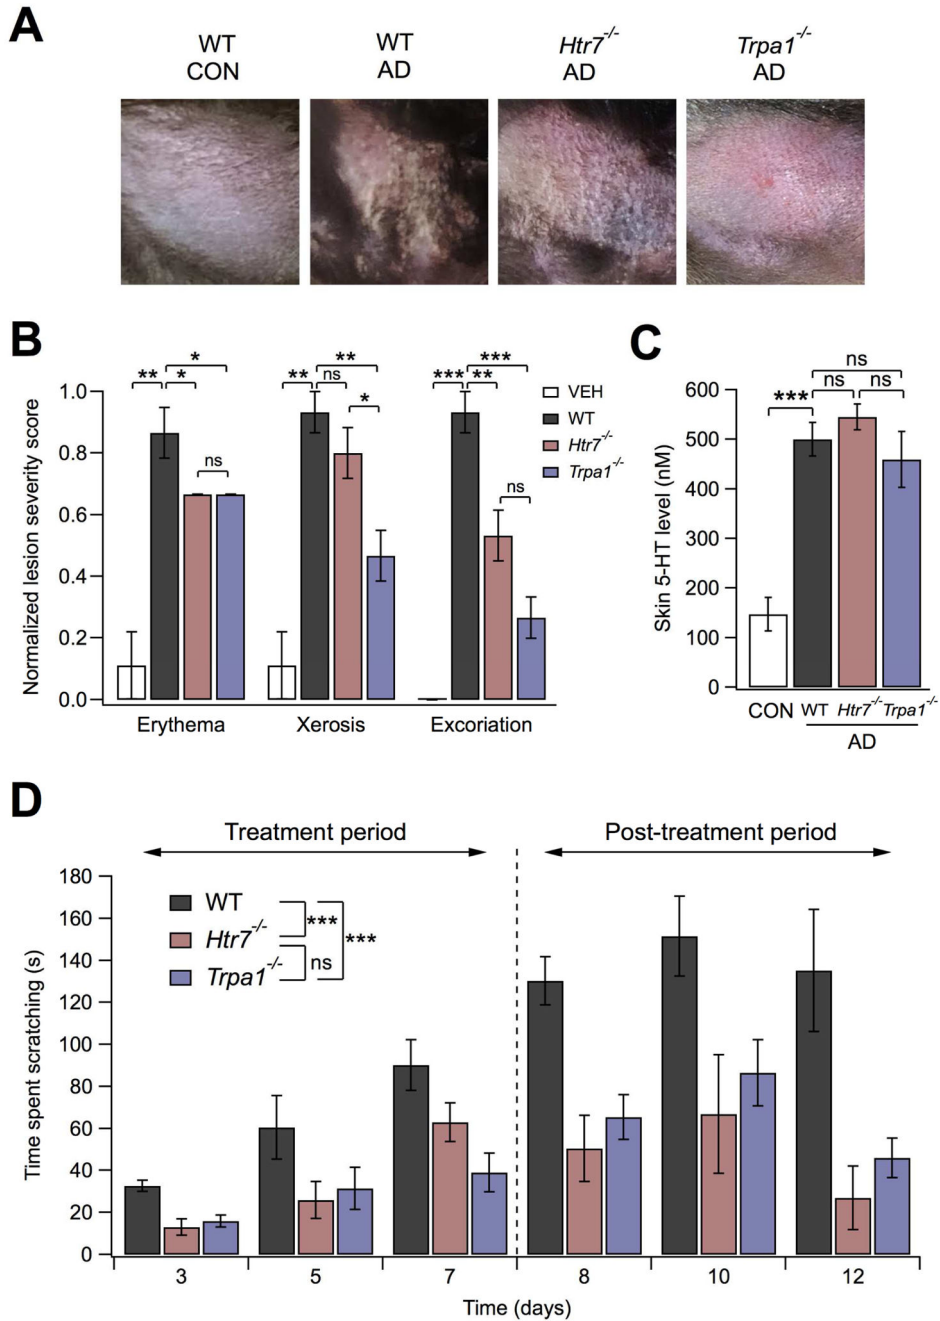 A
WT
CON
WT
AD
Htr7-/-
AD
Trpa1-/-
AD
B
Normalized lesion severity score
1.0
0.8
0.6
0.4
0.2
0.0
** * *
ns
Erythema
** ns **
*
Xerosis
*** ** ***
ns
Excoriation
VEH
WT
Htr7-/-
Trpa1-/-
C
Skin 5-HT level (nM)
600
500
400
300
200
100
0
***
ns
ns
ns
CON WT Htr7-/- Trpa1-/-
AD
D
Treatment period
Post-treatment period
Time spent scratching (s)
180
160
140
120
100
80
60
40
20
0
WT
Htr7-/-
Trpa1-/-
***
ns
***
3 5 7 8 10 12
Time (days)